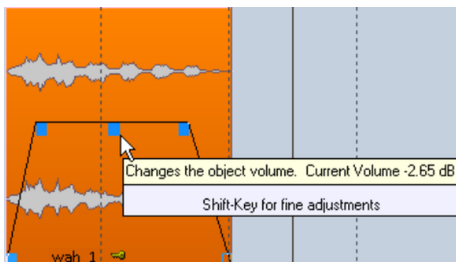 Changes the object volume. Current Volume -2.65 dB
Shift-Key for fine adjustments
wah_1